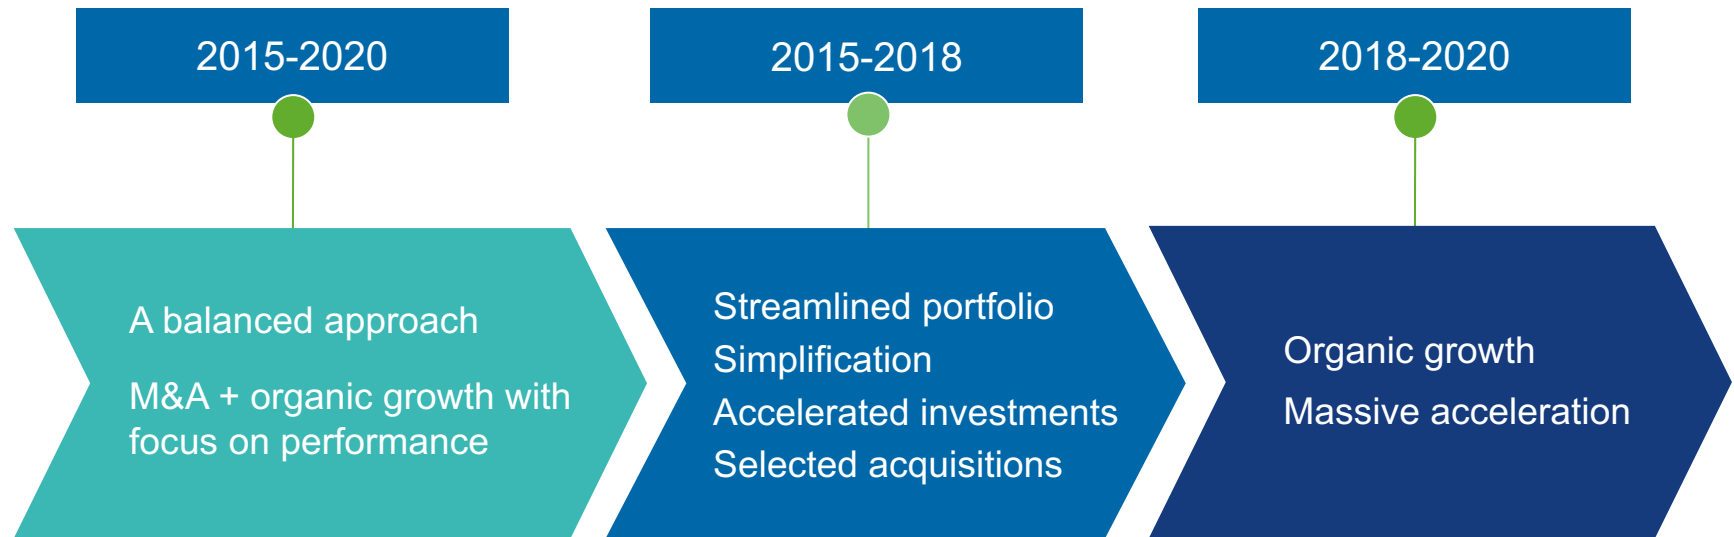 2015-2020
A balanced approach
M&A + organic growth with
focus on performance
2015-2018
Streamlined portfolio
Simplification
Accelerated investments
Selected acquisitions
2018-2020
Organic growth
Massive acceleration